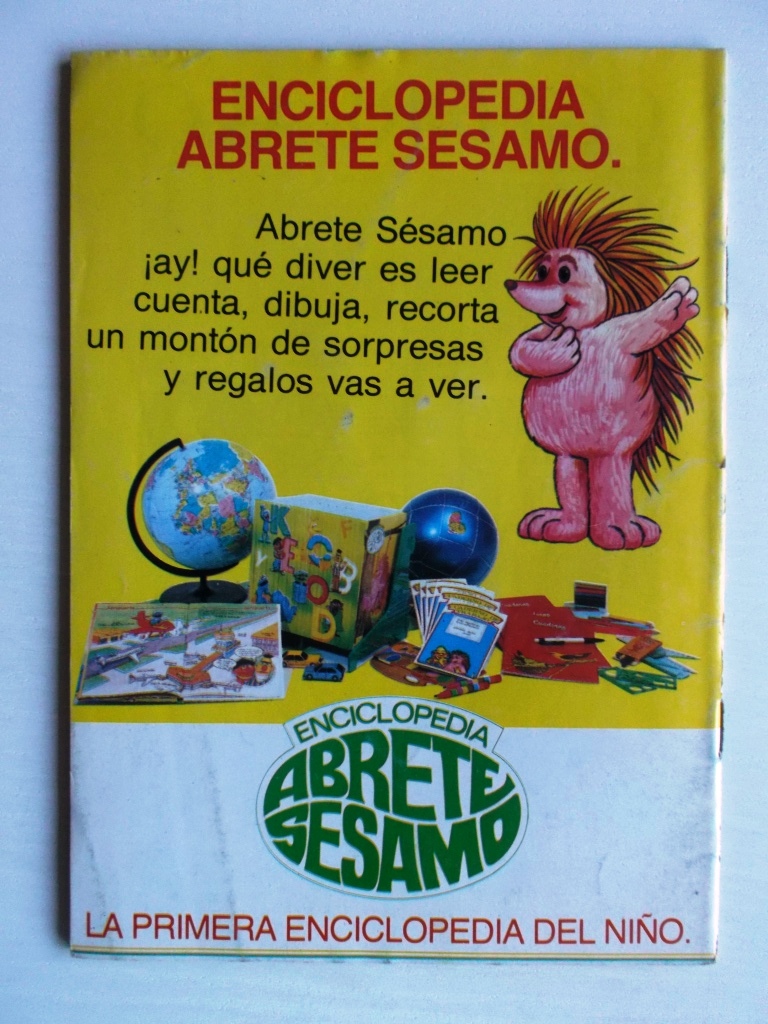 ENCICLOPEDIA
ABRETE SESAMO.
Abrete Sésamo
¡ay! qué diver es leer
cuenta, dibuja, recorta
un montón de sorpresas
y regalos vas a ver.
ENCICLOPEDIA
ABRETE
SESAMO
LA PRIMERA ENCICLOPEDIA DEL NIÑO.